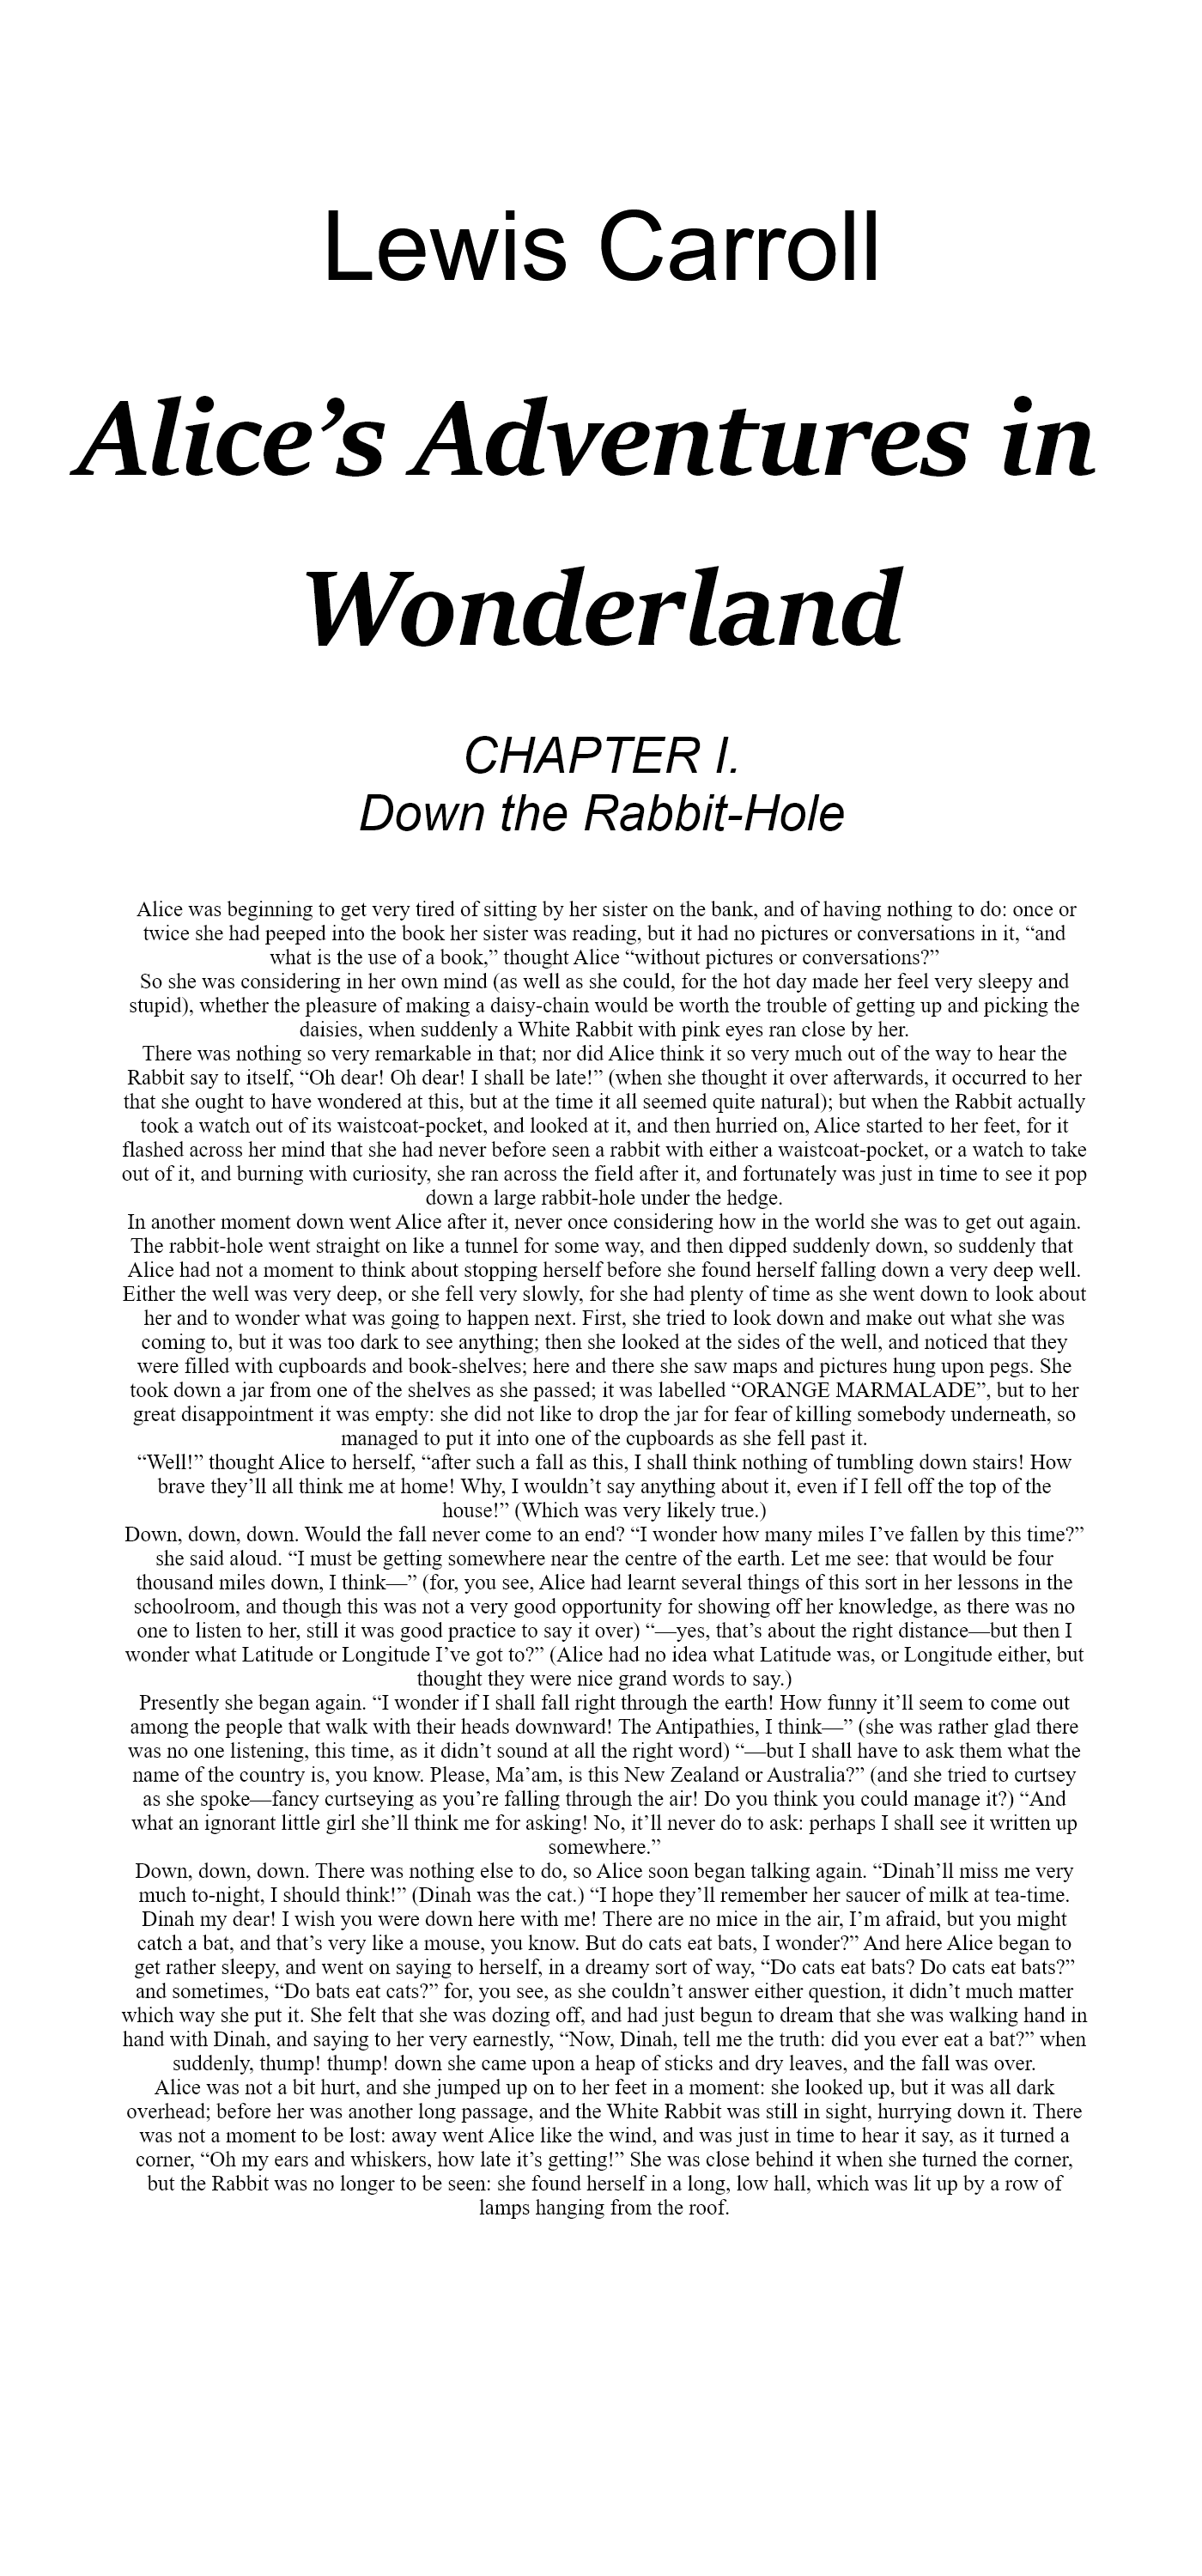 Lewis Carroll
Alice’s Adventures in
Wonderland
CHAPTER I.
Down the Rabbit-Hole
Alice was beginning to get very tired of sitting by her sister on the bank, and of having nothing to do: once or
twice she had peeped into the book her sister was reading, but it had no pictures or conversations in it, “and
what is the use of a book,” thought Alice “without pictures or conversations?”
So she was considering in her own mind (as well as she could, for the hot day made her feel very sleepy and
stupid), whether the pleasure of making a daisy-chain would be worth the trouble of getting up and picking the
daisies, when suddenly a White Rabbit with pink eyes ran close by her.
There was nothing so very remarkable in that; nor did Alice think it so very much out of the way to hear the
Rabbit say to itself, “Oh dear! Oh dear! I shall be late!” (when she thought it over afterwards, it occurred to her
that she ought to have wondered at this, but at the time it all seemed quite natural); but when the Rabbit actually
took a watch out of its waistcoat-pocket, and looked at it, and then hurried on, Alice started to her feet, for it
flashed across her mind that she had never before seen a rabbit with either a waistcoat-pocket, or a watch to take
out of it, and burning with curiosity, she ran across the field after it, and fortunately was just in time to see it pop
down a large rabbit-hole under the hedge.
In another moment down went Alice after it, never once considering how in the world she was to get out again.
The rabbit-hole went straight on like a tunnel for some way, and then dipped suddenly down, so suddenly that
Alice had not a moment to think about stopping herself before she found herself falling down a very deep well.
Either the well was very deep, or she fell very slowly, for she had plenty of time as she went down to look about
her and to wonder what was going to happen next. First, she tried to look down and make out what she was
coming to, but it was too dark to see anything; then she looked at the sides of the well, and noticed that they
were filled with cupboards and book-shelves; here and there she saw maps and pictures hung upon pegs. She
took down a jar from one of the shelves as she passed; it was labelled “ORANGE MARMALADE”, but to her
great disappointment it was empty: she did not like to drop the jar for fear of killing somebody underneath, so
managed to put it into one of the cupboards as she fell past it.
“Well!” thought Alice to herself, “after such a fall as this, I shall think nothing of tumbling down stairs! How
brave they’ll all think me at home! Why, I wouldn’t say anything about it, even if I fell off the top of the
house!” (Which was very likely true.)
Down, down, down. Would the fall never come to an end? “I wonder how many miles I’ve fallen by this time?”
she said aloud. “I must be getting somewhere near the centre of the earth. Let me see: that would be four
thousand miles down, I think—” (for, you see, Alice had learnt several things of this sort in her lessons in the
schoolroom, and though this was not a very good opportunity for showing off her knowledge, as there was no
one to listen to her, still it was good practice to say it over) “—yes, that’s about the right distance—but then I
wonder what Latitude or Longitude I’ve got to?” (Alice had no idea what Latitude was, or Longitude either, but
thought they were nice grand words to say.)
Presently she began again. “I wonder if I shall fall right through the earth! How funny it’ll seem to come out
among the people that walk with their heads downward! The Antipathies, I think—” (she was rather glad there
was no one listening, this time, as it didn’t sound at all the right word) “—but I shall have to ask them what the
name of the country is, you know. Please, Ma’am, is this New Zealand or Australia?” (and she tried to curtsey
as she spoke—fancy curtseying as you’re falling through the air! Do you think you could manage it?) “And
what an ignorant little girl she’ll think me for asking! No, it’ll never do to ask: perhaps I shall see it written up
somewhere.”
Down, down, down. There was nothing else to do, so Alice soon began talking again. “Dinah’ll miss me very
much to-night, I should think!” (Dinah was the cat.) “I hope they’ll remember her saucer of milk at tea-time.
Dinah my dear! I wish you were down here with me! There are no mice in the air, I’m afraid, but you might
catch a bat, and that’s very like a mouse, you know. But do cats eat bats, I wonder?” And here Alice began to
get rather sleepy, and went on saying to herself, in a dreamy sort of way, “Do cats eat bats? Do cats eat bats?”
and sometimes, “Do bats eat cats?” for, you see, as she couldn’t answer either question, it didn’t much matter
which way she put it. She felt that she was dozing off, and had just begun to dream that she was walking hand in
hand with Dinah, and saying to her very earnestly, “Now, Dinah, tell me the truth: did you ever eat a bat?” when
suddenly, thump! thump! down she came upon a heap of sticks and dry leaves, and the fall was over.
Alice was not a bit hurt, and she jumped up on to her feet in a moment: she looked up, but it was all dark
overhead; before her was another long passage, and the White Rabbit was still in sight, hurrying down it. There
was not a moment to be lost: away went Alice like the wind, and was just in time to hear it say, as it turned a
corner, “Oh my ears and whiskers, how late it’s getting!” She was close behind it when she turned the corner,
but the Rabbit was no longer to be seen: she found herself in a long, low hall, which was lit up by a row of
lamps hanging from the roof.